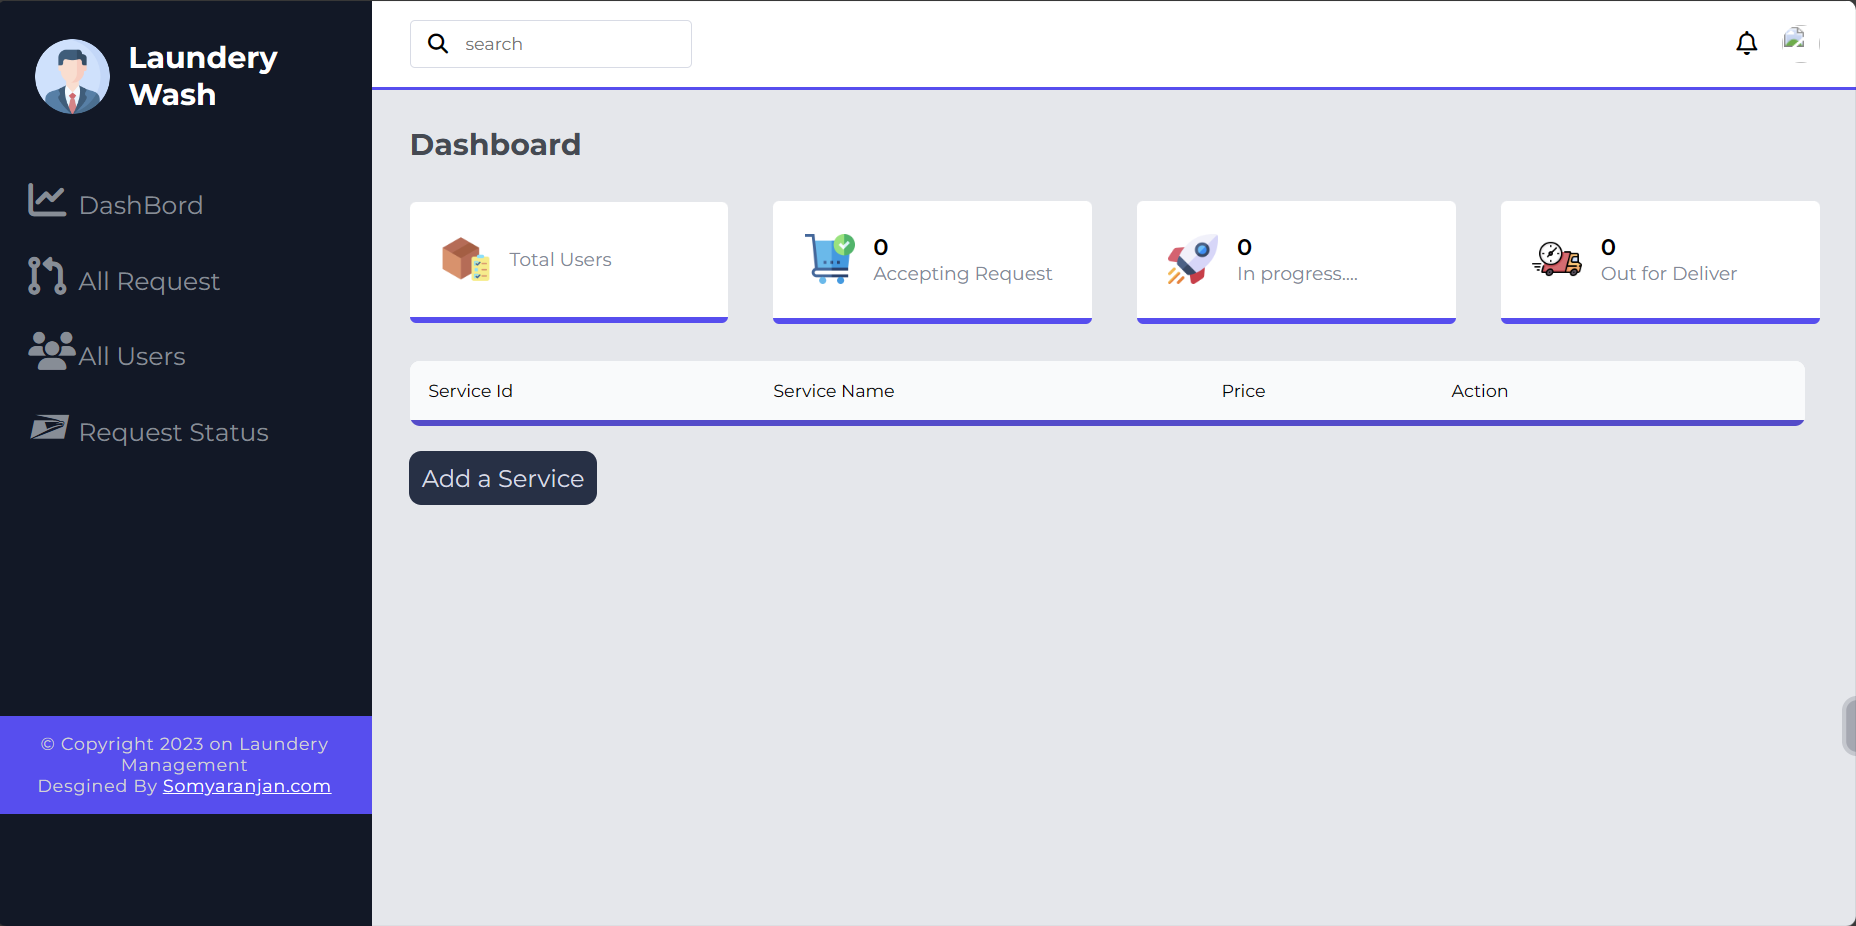 Laundery
Wash
DashBord
All Request
All Users
Request Status
© Copyright 2023 on Laundery
Management
Desgined By Somyaranjan.com
search
Dashboard
Total Users
0
Accepting Request
0
In progress....
0
Out for Deliver
Service Id Service Name Price Action
Add a Service